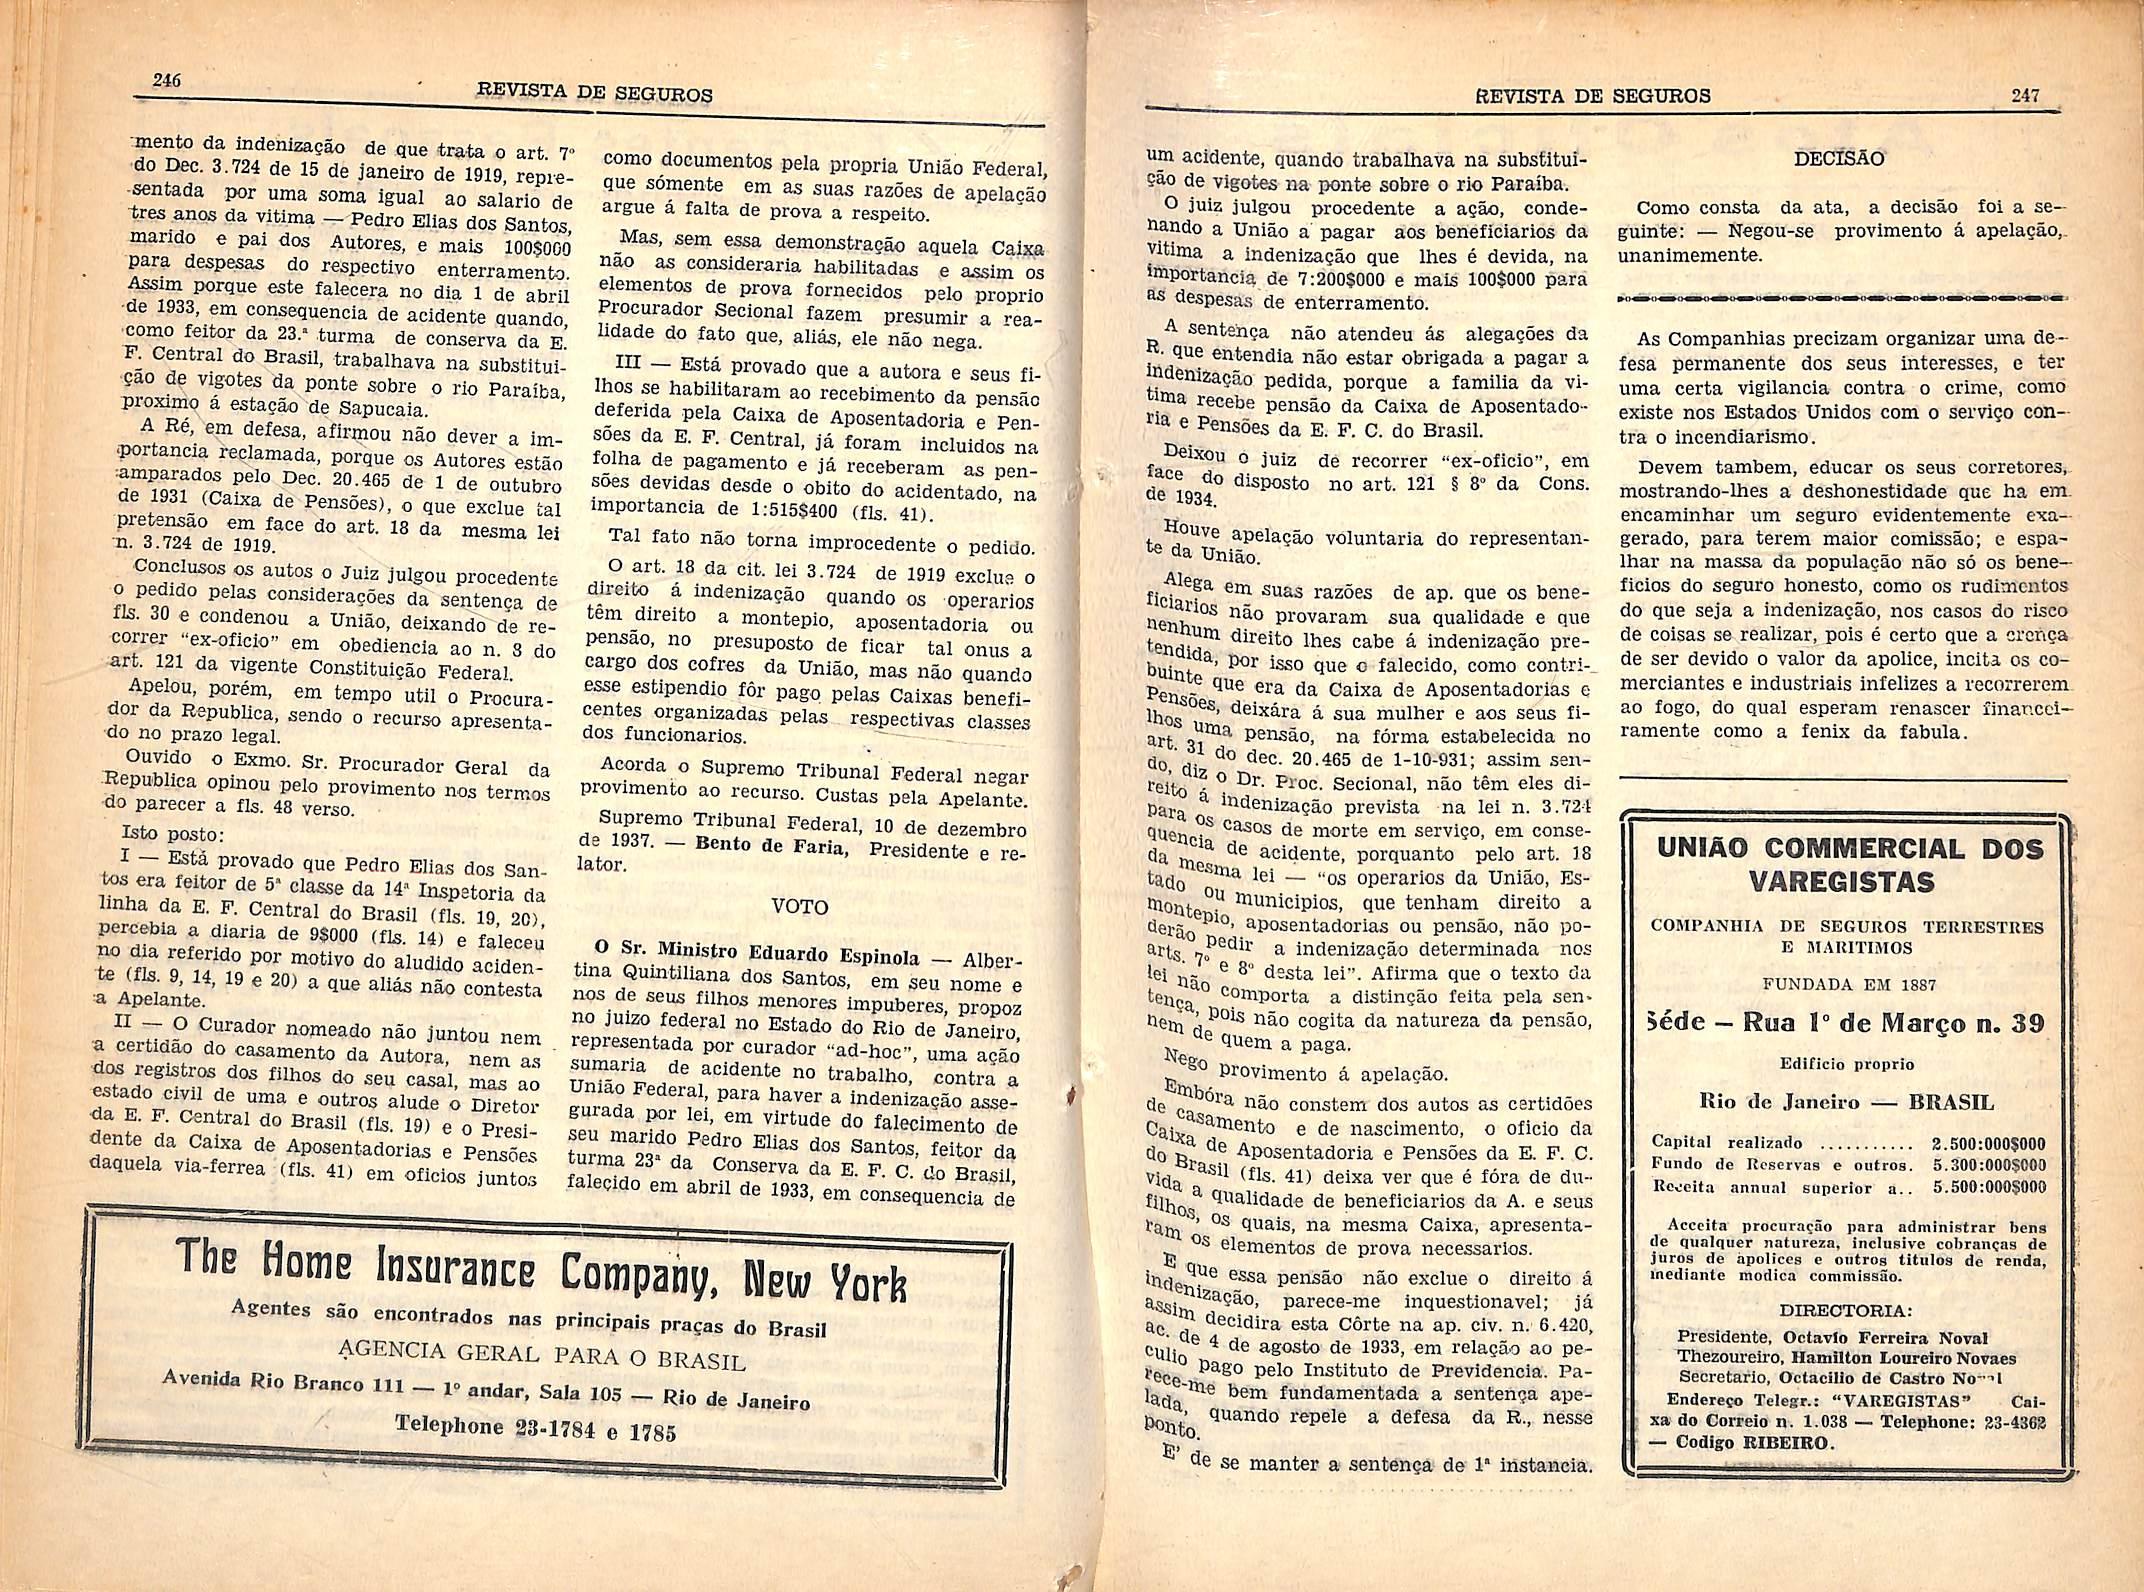 246
REVISTA DE SEGUROS
mento da indenização de que trata o art. 7º
do Dec. 3.724 de 15 de janeiro de 1919, repre-
sentada por uma soma igual ao salario de
tres anos da vitima — Pedro Elias dos Santos,
marido e pai dos Autores, e mais 100$000
para despesas do respectivo enterramento.
Assim porque este falecera no dia 1 de abril
de 1933, em consequencia de acidente quando,
como feitor da 23.ª turma de conserva da E.
F. Central do Brasil, trabalhava na substitui-
ção de vigotes da ponte sobre o rio Paraíba,
proximo á estação de Sapucaia.
A Ré, em defesa, afirmou não dever a im-
portancia reclamada, porque os Autores estão
amparados pelo Dec. 20.465 de 1 de outubro
de 1931 (Caixa de Pensões), o que exclue tal
pretensão em face do art. 18 da mesma lei
n. 3.724 de 1919.
Conclusos os autos o Juiz julgou procedente
o pedido pelas considerações da sentença de
fls. 30 e condenou a União, deixando de re-
correr "ex-oficio" em obediencia ao n. 3 do
art. 121 da vigente Constituição Federal.
Apelou, porém, em tempo util o Procura-
dor da Republica, sendo o recurso apresenta-
do no prazo legal.
Ouvido o Exmo. Sr. Procurador Geral da
Republica opinou pelo provimento nos termos
do parecer a fls. 48 verso.
Isto posto:
I — Está provado que Pedro Elias dos San-
tos era feitor de 5ª classe da 14ª Inspetoria da
linha da E. F. Central do Brasil (fls. 19, 20),
percebia a diaria de 9$000 (fls. 14) e faleceu
no dia referido por motivo do aludido aciden-
te (fls. 9, 14, 19 e 20) a que aliás não contesta
a Apelante.
II — O Curador nomeado não juntou nem
a certidão do casamento da Autora, nem as
dos registros dos filhos do seu casal, mas ao
estado civil de uma e outros alude o Diretor
da E. F. Central do Brasil (fls. 19) e o Presi-
dente da Caixa de Aposentadorias e Pensões
daquela via-ferrea (fls. 41) em oficios juntos
como documentos pela propria União Federal,
que sómente em as suas razões de apelação
argue á falta de prova a respeito.
Mas, sem essa demonstração aquela Caixa
não as consideraria habilitadas e assim os
elementos de prova fornecidos pelo proprio
Procurador Secional fazem presumir a rea-
lidade do fato que, aliás, ele não nega.
III — Está provado que a autora e seus fi-
lhos se habilitaram ao recebimento da pensão
deferida pela Caixa de Aposentadoria e Pen-
sões da E. F. Central, já foram incluidos na
folha de pagamento e já receberam as pen-
sões devidas desde o obito do acidentado, na
importancia de 1:515$400 (fls. 41).
Tal fato não torna improcedente o pedido.
O art. 18 da cit. lei 3.724 de 1919 exclue o
direito á indenização quando os operarios
têm direito a montepio, aposentadoria ou
pensão, no presuposto de ficar tal onus a
cargo dos cofres da União, mas não quando
esse estipendio fôr pago pelas Caixas benefi-
centes organizadas pelas respectivas classes
dos funcionarios.
Acorda o Supremo Tribunal Federal negar
provimento ao recurso. Custas pela Apelante.
Supremo Tribunal Federal, 10 de dezembro
de 1937. — Bento de Faria, Presidente e re-
lator.
VOTO
O Sr. Ministro Eduardo Espinola — Alber-
tina Quintiliana dos Santos, em seu nome e
nos de seus filhos menores impuberes, propoz
no juizo federal no Estado do Rio de Janeiro,
representada por curador "ad-hoc", uma ação
sumaria de acidente no trabalho, contra a
União Federal, para haver a indenização asse-
gurada por lei, em virtude do falecimento de
seu marido Pedro Elias dos Santos, feitor da
turma 23ª da Conserva da E. F. C. do Brasil,
falecido em abril de 1933, em consequencia de
The Home Insurance Company, New York
Agentes são encontrados nas principais praças do Brasil
AGENCIA GERAL PARA O BRASIL
Avenida Rio Branco 111 — 1º andar, Sala 105 — Rio de Janeiro
Telephone 23-1784 e 1785
REVISTA DE SEGUROS
247
um acidente, quando trabalhava na substitui-
ção de vigotes na ponte sobre o rio Paraíba.
O juiz julgou procedente a ação, conde-
nando a União a pagar aos beneficiarios da
vitima a indenização que lhes é devida, na
importancia de 7:200$000 e mais 100$000 para
as despesas de enterramento.
A sentença não atendeu ás alegações da
R. que entendia não estar obrigada a pagar a
indenização pedida, porque a familia da vi-
tima recebe pensão da Caixa de Aposentado-
ria e Pensões da E. F. C. do Brasil.
Deixou o juiz de recorrer "ex-oficio", em
face do disposto no art. 121 § 8º da Cons.
de 1934.
Houve apelação voluntaria do representan-
te da União.
Alega em suas razões de ap. que os bene-
ficiarios não provaram sua qualidade e que
nenhum direito lhes cabe á indenização pre-
tendida, por isso que o falecido, como contri-
buinte que era da Caixa de Aposentadorias e
Pensões, deixára á sua mulher e aos seus fi-
lhos uma pensão, na fórma estabelecida no
art. 31 do dec. 20.465 de 1-10-931; assim sen-
do, diz o Dr. Proc. Secional, não têm eles di-
reito á indenização prevista na lei n. 3.724
para os casos de morte em serviço, em conse-
quencia de acidente, porquanto pelo art. 18
da mesma lei — "os operarios da União, Es-
tado ou municipios, que tenham direito a
montepio, aposentadorias ou pensão, não po-
derão pedir a indenização determinada nos
arts. 7º e 8º desta lei". Afirma que o texto da
lei não comporta a distinção feita pela sen-
tença, pois não cogita da natureza da pensão,
nem de quem a paga.
Nego provimento á apelação.
Embóra não constem dos autos as certidões
de casamento e de nascimento, o oficio da
Caixa de Aposentadoria e Pensões da E. F. C.
do Brasil (fls. 41) deixa ver que é fóra de du-
vida a qualidade de beneficiarios da A. e seus
filhos, os quais, na mesma Caixa, apresenta-
ram os elementos de prova necessarios.
E que essa pensão não exclue o direito á
indenização, parece-me inquestionavel; já
assim decidira esta Côrte na ap. civ. n. 6.420,
ac. de 4 de agosto de 1933, em relação ao pe-
culio pago pelo Instituto de Previdencia. Pa-
rece-me bem fundamentada a sentença ape-
lada, quando repele a defesa da R., nesse
ponto.
E' de se manter a sentença de 1ª instancia.
DECISÃO
Como consta da ata, a decisão foi a se-
guinte: — Negou-se provimento á apelação,
unanimemente.
As Companhias precizam organizar uma de-
fesa permanente dos seus interesses, e ter
uma certa vigilancia contra o crime, como
existe nos Estados Unidos com o serviço con-
tra o incendiarismo.
Devem tambem, educar os seus corretores,
mostrando-lhes a deshonestidade que ha em
encaminhar um seguro evidentemente exa-
gerado, para terem maior comissão; e espa-
lhar na massa da população não só os bene-
ficios do seguro honesto, como os rudimentos
do que seja a indenização, nos casos do risco
de coisas se realizar, pois é certo que a crença
de ser devido o valor da apolice, incita os co-
merciantes e industriais infelizes a recorrerem
ao fogo, do qual esperam renascer financei-
ramente como a fenix da fabula.
UNIÃO COMMERCIAL DOS
VAREGISTAS
COMPANHIA DE SEGUROS TERRESTRES
E MARITIMOS
FUNDADA EM 1887
Séde — Rua 1º de Março n. 39
Edificio proprio
Rio de Janeiro — BRASIL
Capital realizado ........... 2.500:000$000
Fundo de Reservas e outros. 5.300:000$000
Receita annual superior a.. 5.500:000$000
Acceita procuração para administrar bens
de qualquer natureza, inclusive cobranças de
juros de apolices e outros titulos de renda,
mediante modica commissão.
DIRECTORIA:
Presidente, Octavio Ferreira Noval
Thezoureiro, Hamilton Loureiro Novaes
Secretario, Octacilio de Castro
Endereço Telegr.: "VAREGISTAS" Cai-
xa do Correio n. 1.038 — Telephone: 23-4362
— Codigo RIBEIRO.